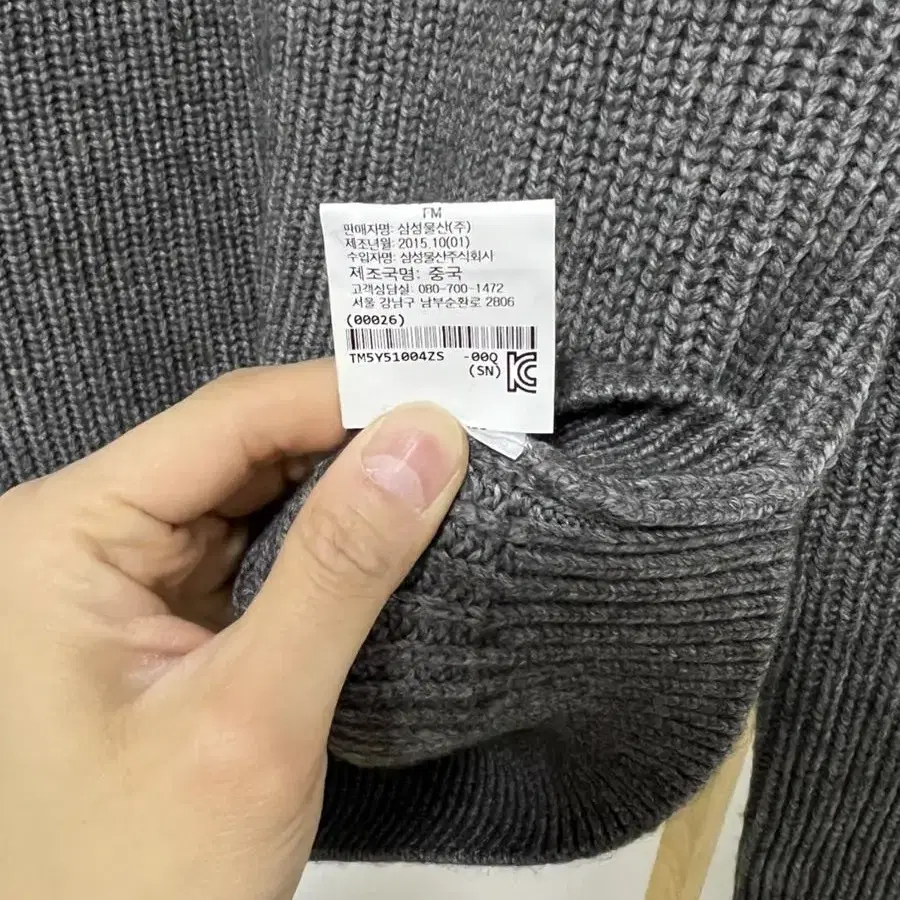 TM
판매자명: 삼성물산(주)
제조년월: 2015.10(01)
수입자명: 삼성물산주식회사
제조국명: 중국
고객상담실: 080-700-1472
서울 강남구 남부순환로 2806
(00026)
TM5Y51004ZS -00Q
(SN)